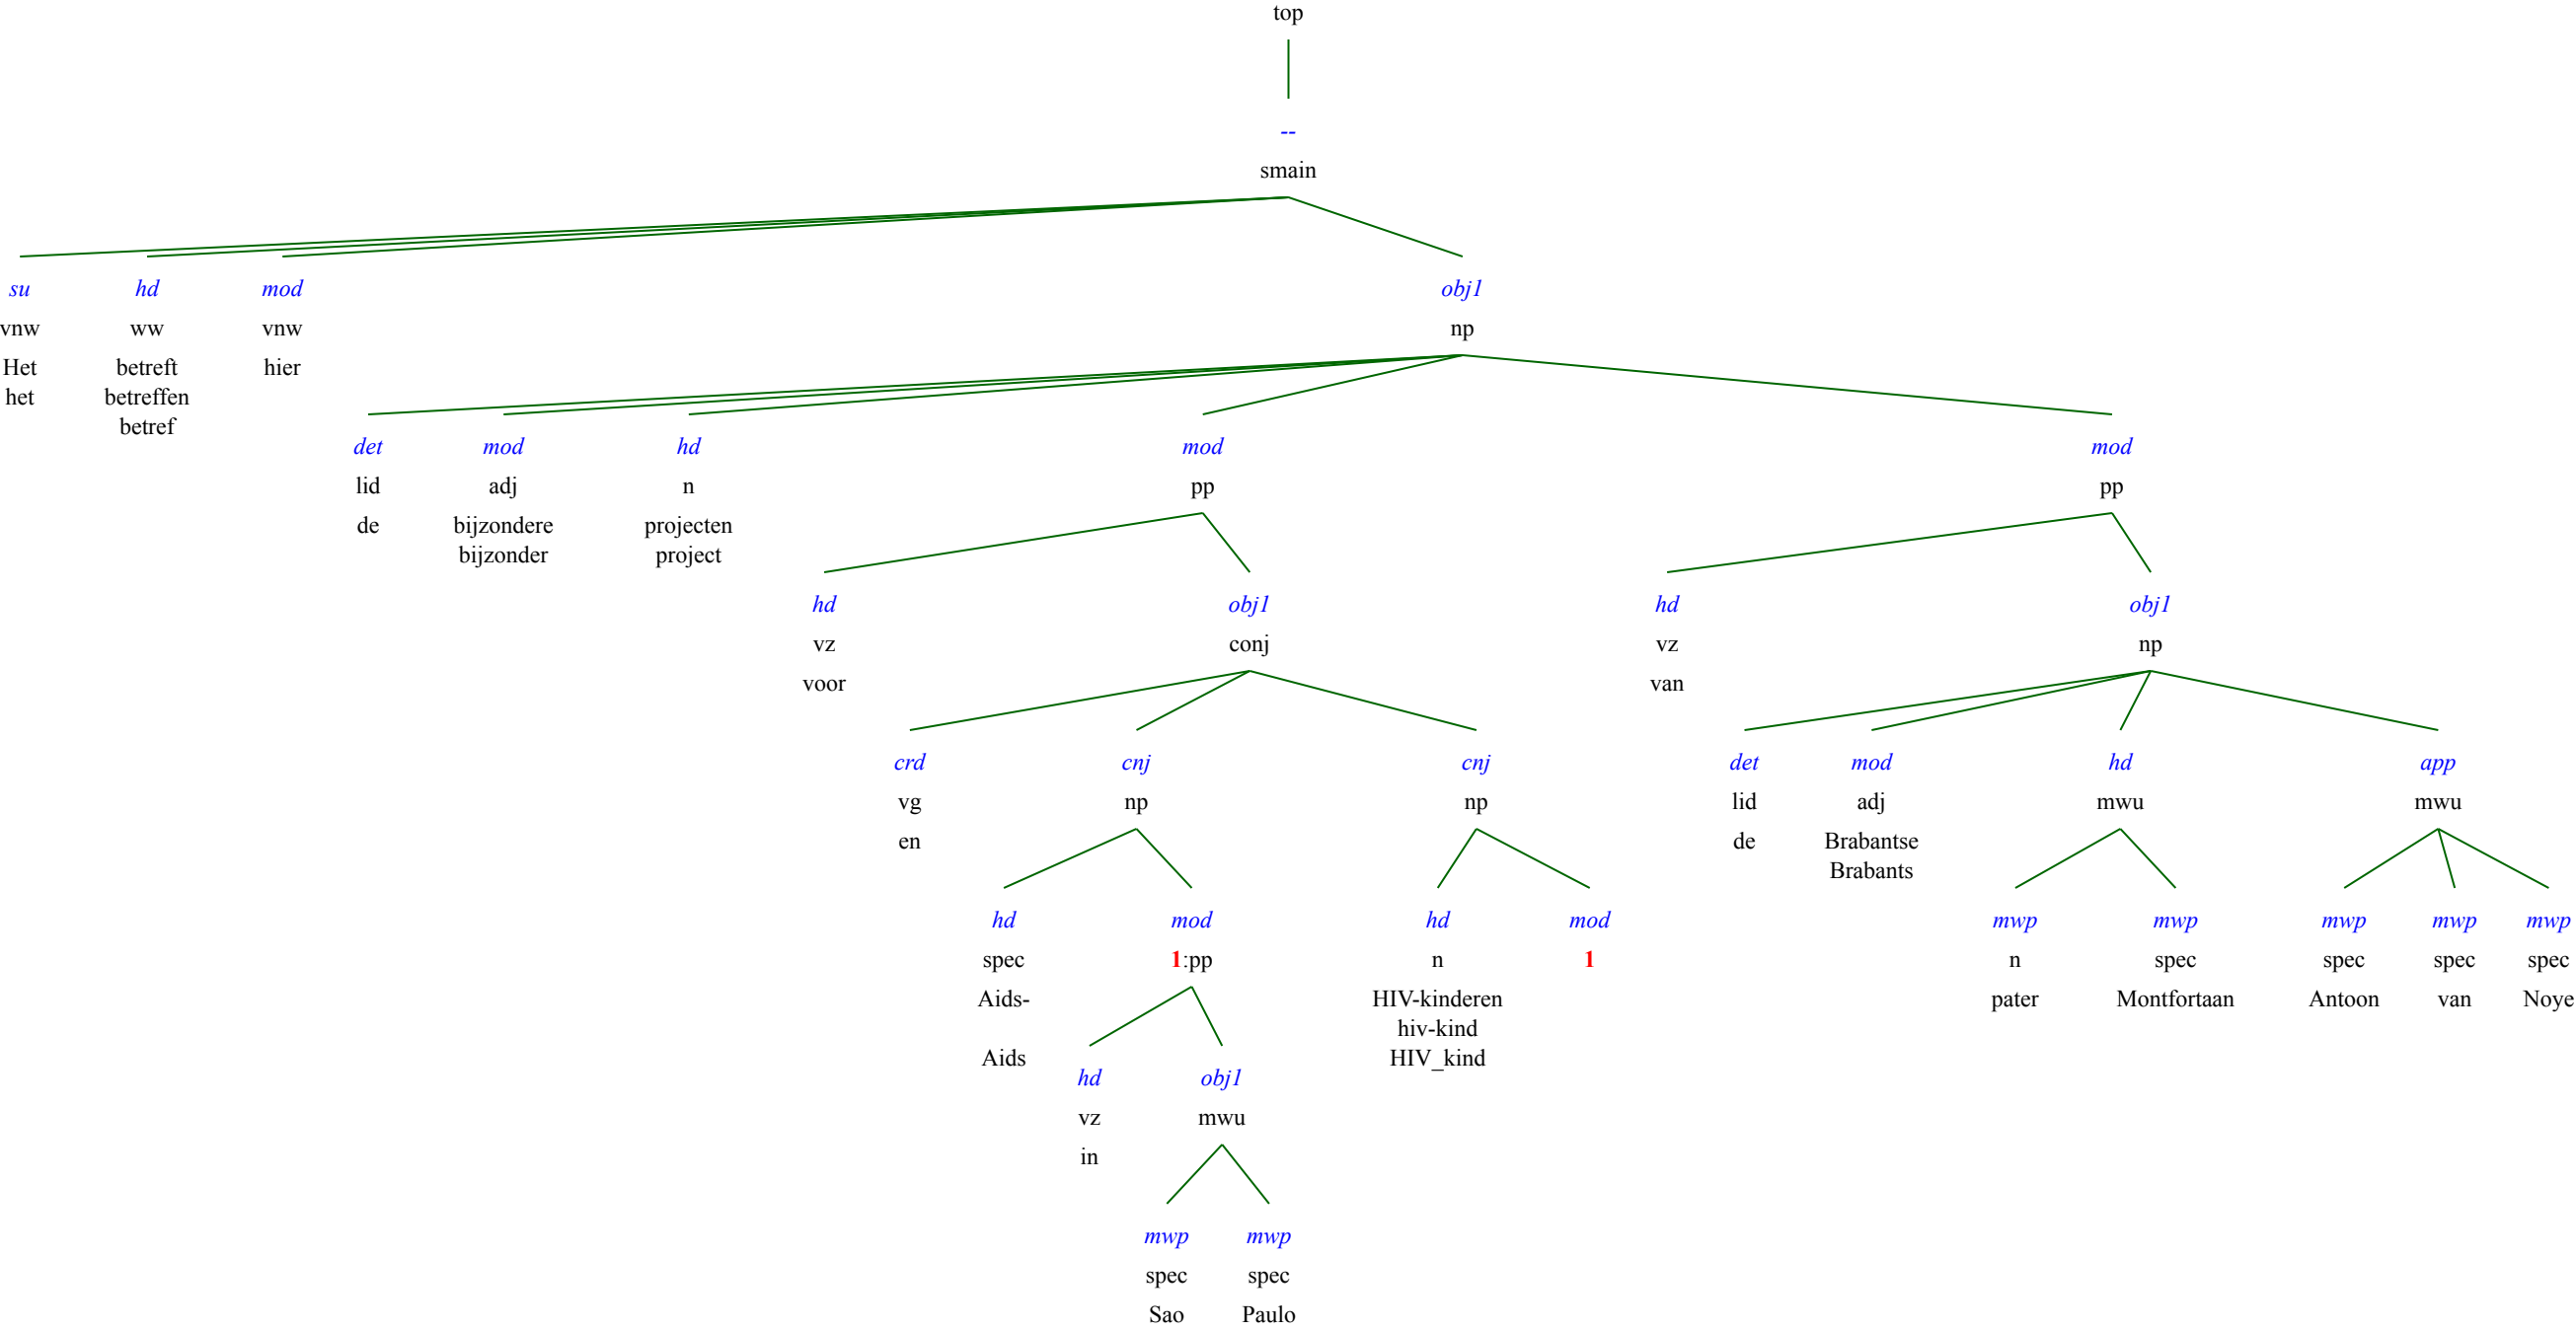 top
--
smain
su hd mod obj1
vnw ww vnw np
Het betreft hier
het betreffen
betref
det mod hd mod mod
lid adj n pp pp
de bijzondere projecten
bijzonder project
hd obj1 hd obj1
vz conj vz np
voor van
crd cnj cnj det mod hd app
vg np np lid adj mwu mwu
en de Brabantse
Brabants
hd mod hd mod mwp mwp mwp mwp mwp
spec 1:pp n 1 n spec spec spec spec
Aids- HIV-kinderen pater Montfortaan Antoon van Noye
hiv-kind
Aids HIV_kind
hd obj1
vz mwu
in
mwp mwp
spec spec
Sao Paulo